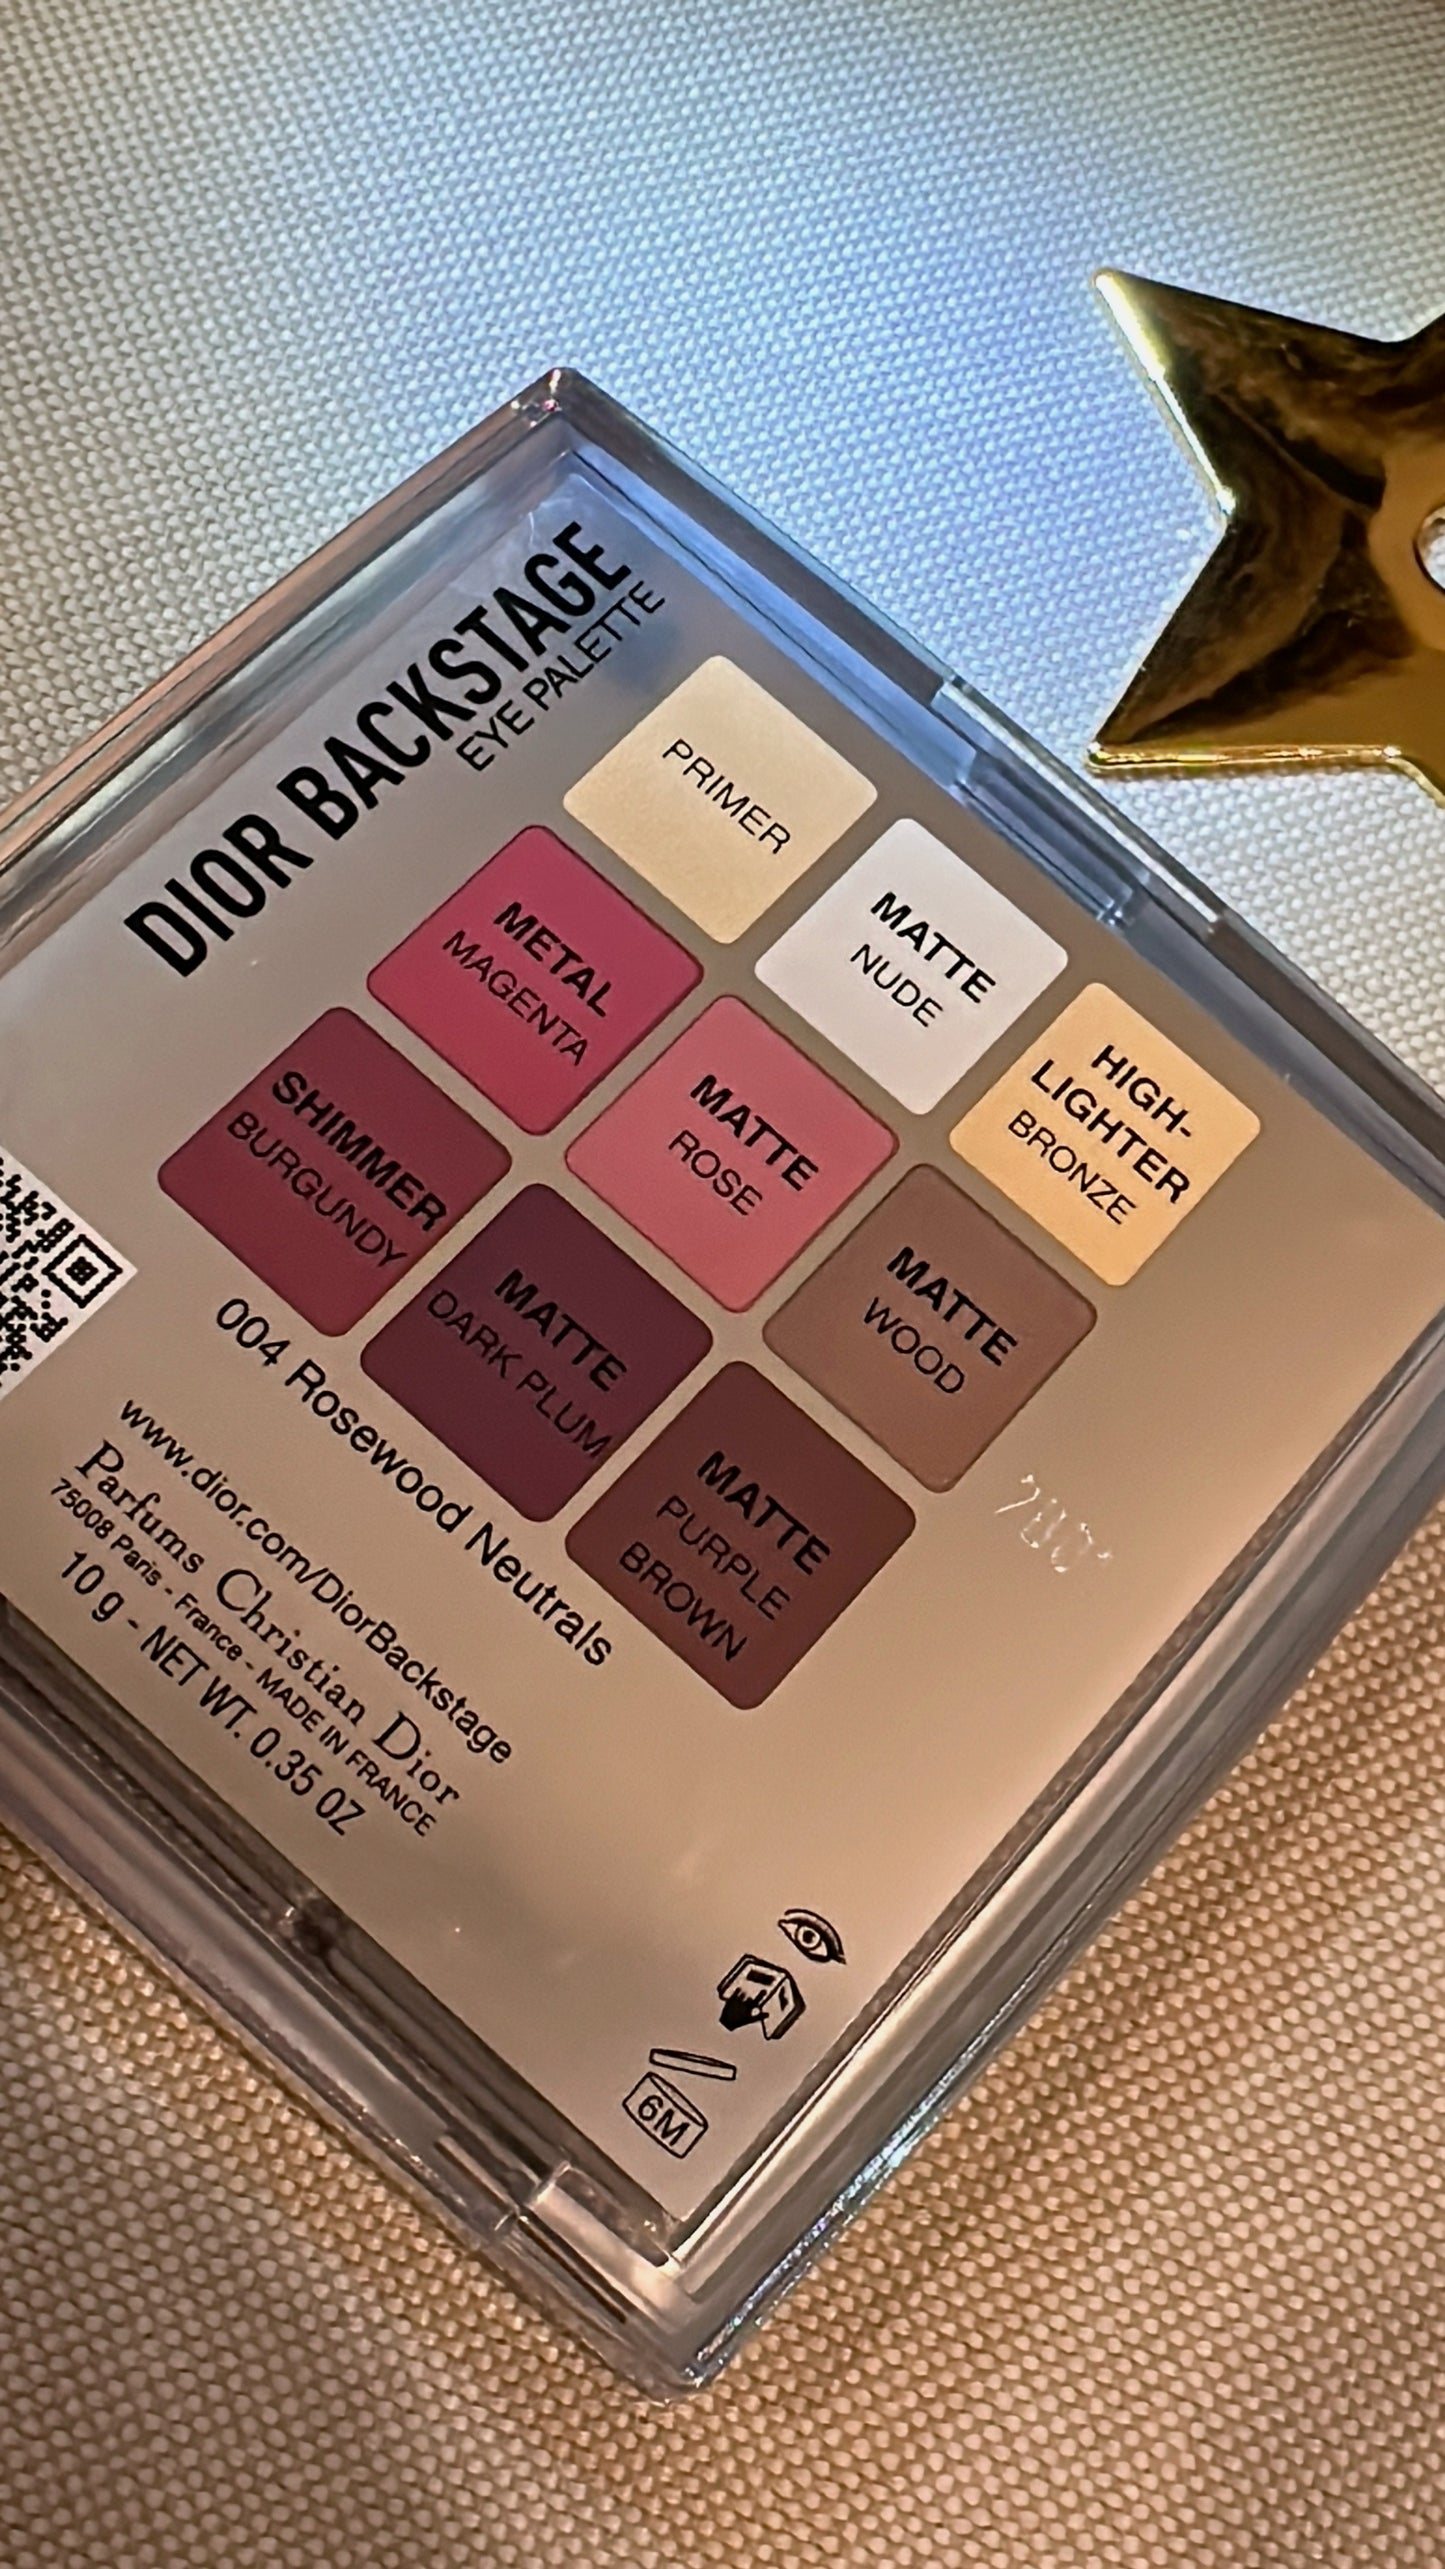 DIOR BACKSTAGE
EYE PALETTE
PRIMER
MATTE
NUDE
HIGH-
LIGHTER
BRONZE
METAL
MAGENTA
MATTE
ROSE
MATTE
WOOD
SHIMMER
BURGUNDY
MATTE
DARK PLUM
MATTE
PURPLE
BROWN
004 Rosewood Neutrals
www.dior.com/DiorBackstage
Parfums Christian Dior
75008 Paris - France - MADE IN FRANCE
10 g - NET WT. 0.35 OZ
6M